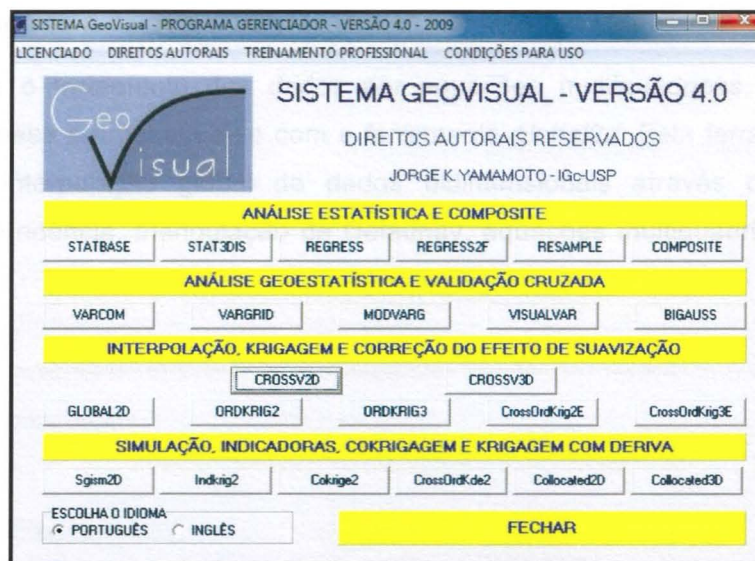 SISTEMA GeoVisual - PROGRAMA GERENCIADOR - VERSÃO 4.0 - 2009
LICENCIADO DIREITOS AUTORAIS TREINAMENTO PROFISSIONAL CONDIÇÕES PARA USO
Geo
Visual
SISTEMA GEOVISUAL - VERSÃO 4.0
DIREITOS AUTORAIS RESERVADOS
JORGE K. YAMAMOTO - IGc-USP
ANÁLISE ESTATÍSTICA E COMPOSITE
STATBASE STAT3DIS REGRESS REGRESS2F RESAMPLE COMPOSITE
ANÁLISE GEOESTATÍSTICA E VALIDAÇÃO CRUZADA
VARCOM VARGRID MODVARG VISUALVAR BIGAUSS
INTERPOLAÇÃO, KRIGAGEM E CORREÇÃO DO EFEITO DE SUAVIZAÇÃO
CROSSV2D CROSSV3D
GLOBAL2D ORDKRIG2 ORDKRIG3 CrossOrdKrig2E CrossOrdKrig3E
SIMULAÇÃO, INDICADORAS, COKRIGAGEM E KRIGAGEM COM DERIVA
Sgism2D Indkrig2 Cokrige2 CrossOrdKde2 Collocated2D Collocated3D
ESCOLHA O IDIOMA
PORTUGUÊS INGLÊS
FECHAR